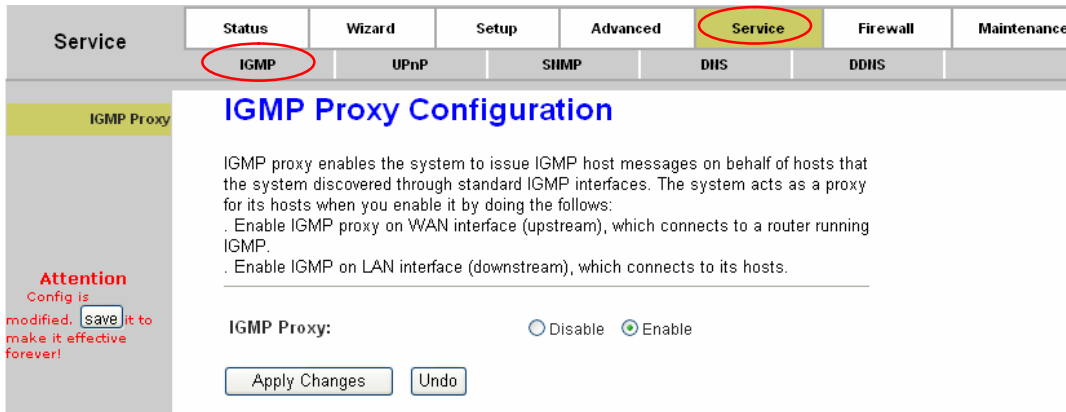 Service
Status Wizard Setup Advanced Service Firewall Maintenance
IGMP UPnP SNMP DNS DDNS
IGMP Proxy
IGMP Proxy Configuration
IGMP proxy enables the system to issue IGMP host messages on behalf of hosts that
the system discovered through standard IGMP interfaces. The system acts as a proxy
for its hosts when you enable it by doing the follows:
. Enable IGMP proxy on WAN interface (upstream), which connects to a router running
IGMP.
. Enable IGMP on LAN interface (downstream), which connects to its hosts.
Attention
Config is
modified. save it to
make it effective
forever!
IGMP Proxy: Disable Enable
Apply Changes Undo